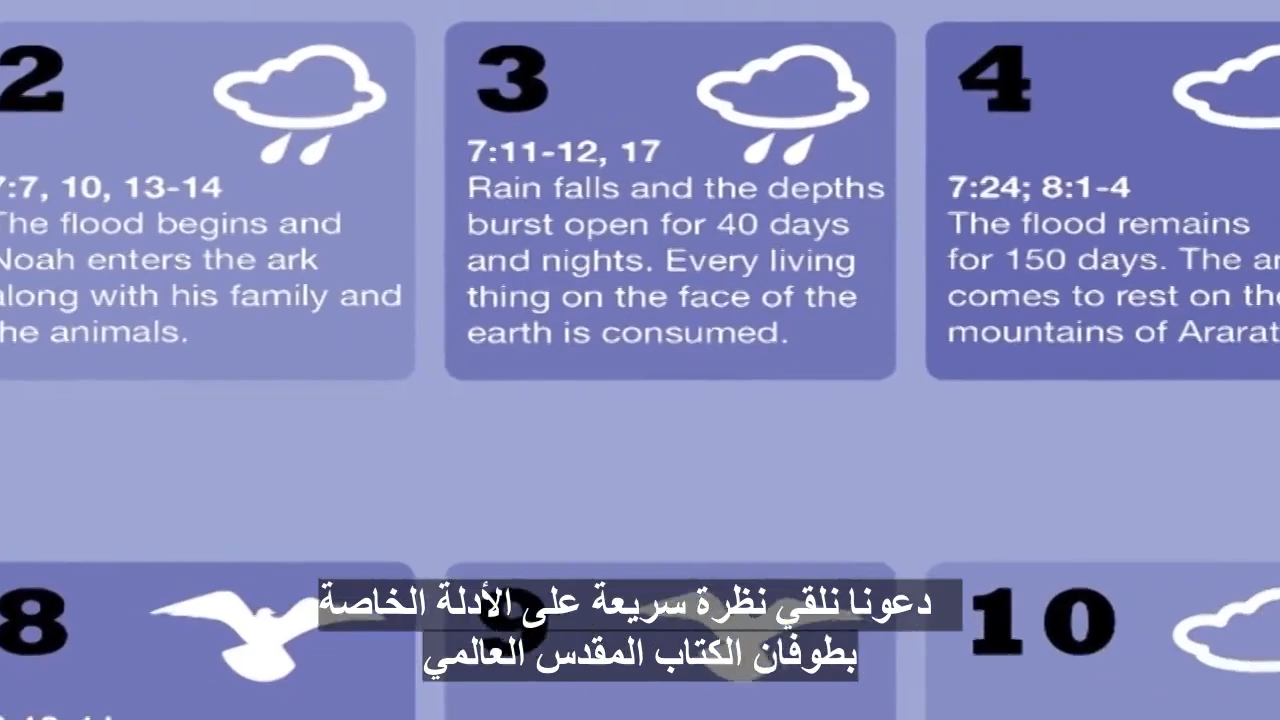 2
7:7, 10, 13-14
The flood begins and
Noah enters the ark
along with his family and
the animals.
3
7:11-12, 17
Rain falls and the depths
burst open for 40 days
and nights. Every living
thing on the face of the
earth is consumed.
4
7:24; 8:1-4
The flood remains
for 150 days. The
comes to rest on
mountains of Ararat
8
9
10
دعونا نلقي نظرة سريعة على الأدلة الخاصة
بطوفان الكتاب المقدس العالمي